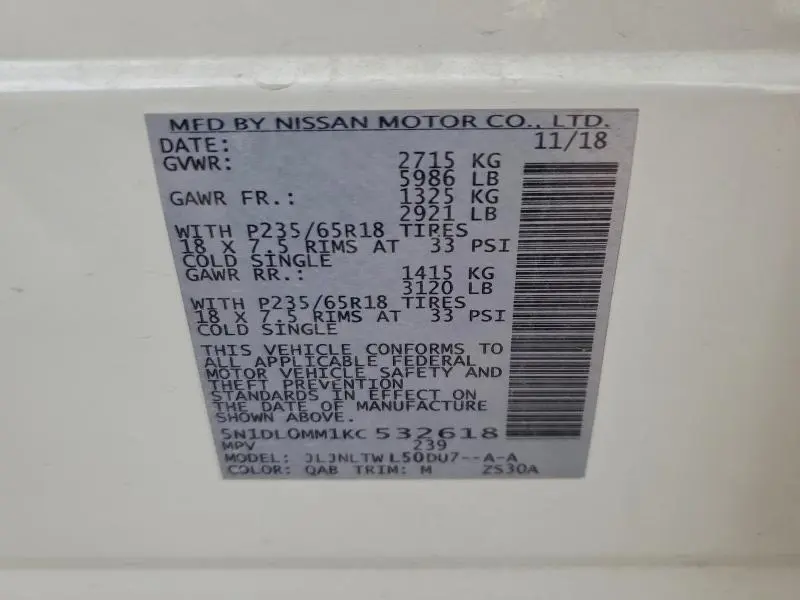 MFD BY NISSAN MOTOR CO., LTD.
DATE: 11/18
GVWR: 2715 KG
5986 LB
GAWR FR.: 1325 KG
2921 LB
WITH P235/65R18 TIRES
18 X 7.5 RIMS AT 33 PSI
COLD SINGLE
GAWR RR.: 1415 KG
3120 LB
WITH P235/65R18 TIRES
18 X 7.5 RIMS AT 33 PSI
COLD SINGLE
THIS VEHICLE CONFORMS TO
ALL APPLICABLE FEDERAL
MOTOR VEHICLE SAFETY AND
THEFT PREVENTION
STANDARDS IN EFFECT ON
THE DATE OF MANUFACTURE
SHOWN ABOVE.
5N1DL0MM1KC 532618
MPV 239
MODEL: JLJNLTWL50DU7--A-A
COLOR: QAB TRIM: M ZS30A